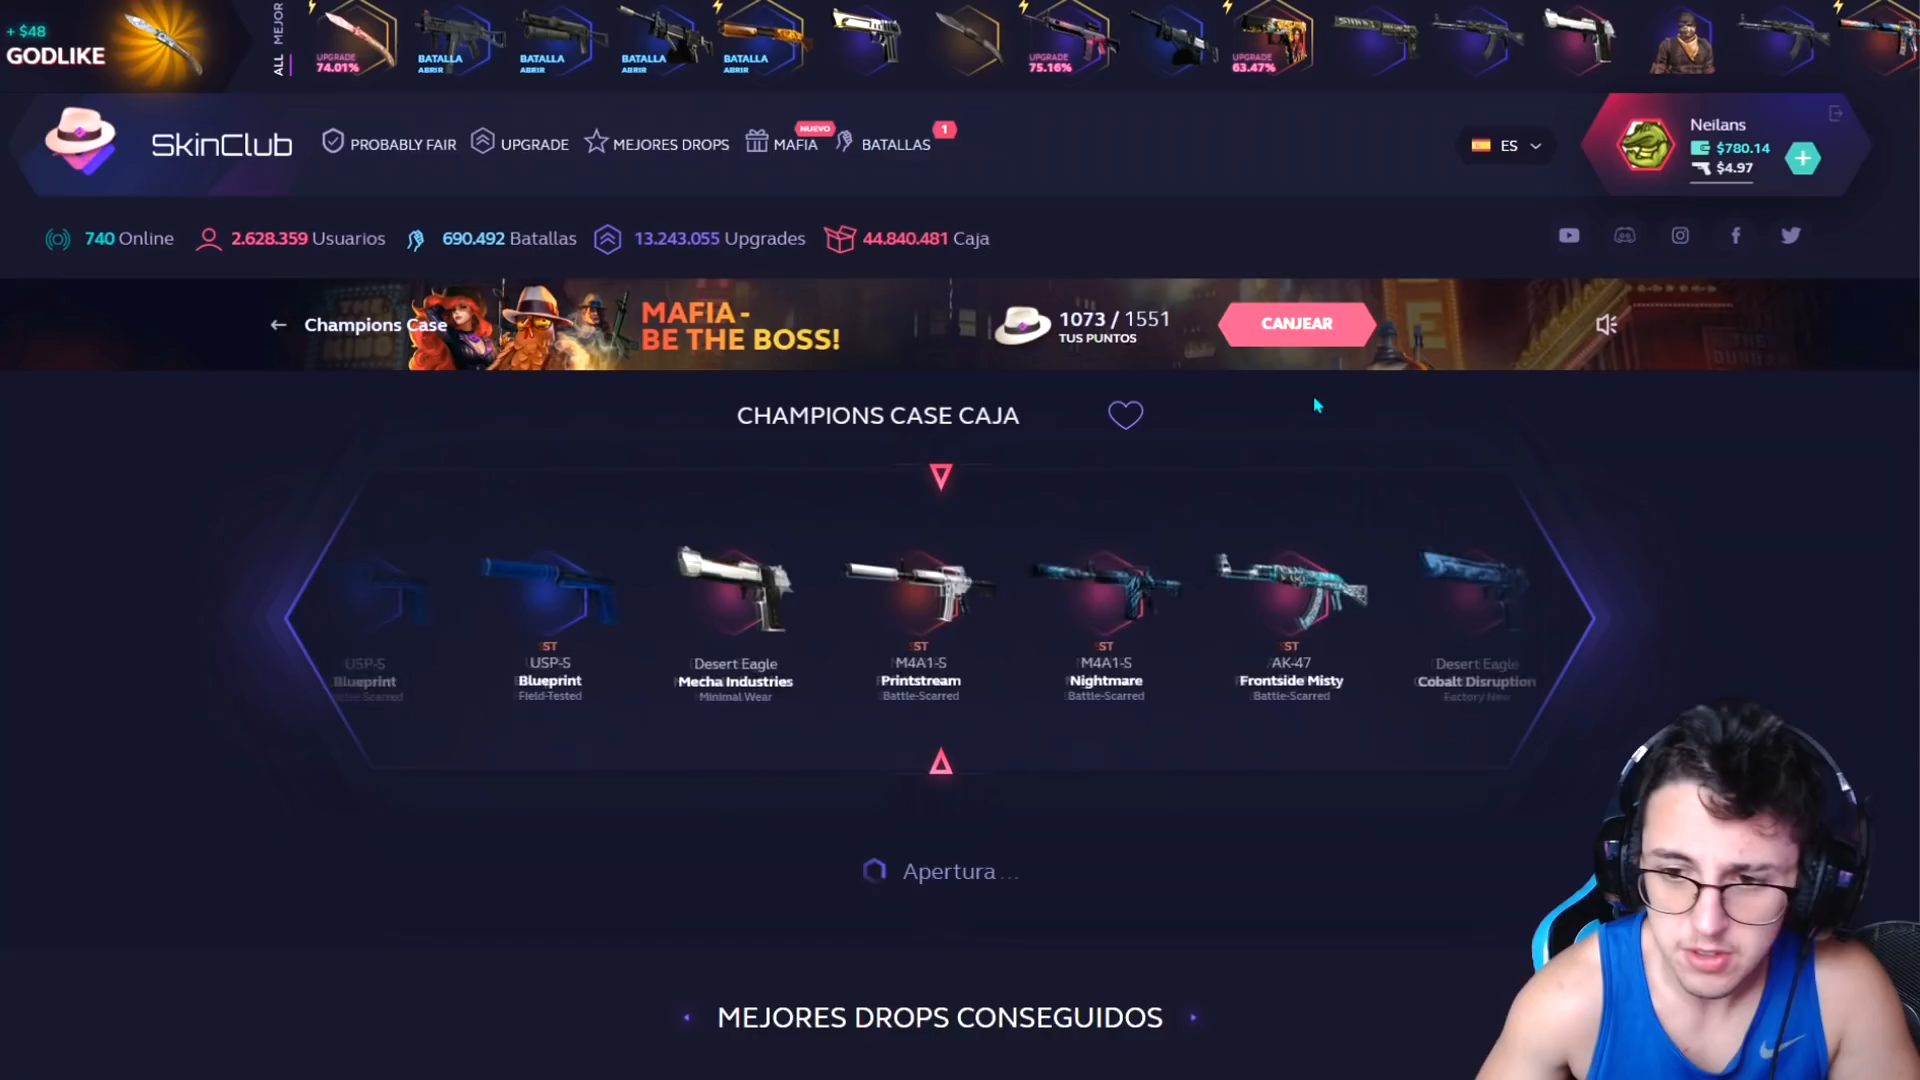 + $48
GODLIKE
ALL
MEJOR
UPGRADE
74.01%
BATALLA
ABRIR
BATALLA
ABRIR
BATALLA
ABRIR
BATALLA
ABRIR
UPGRADE
75.16%
UPGRADE
63.47%
SkinClub
PROBABLY FAIR
UPGRADE
MEJORES DROPS
NUEVO
MAFIA
BATALLAS
1
ES
Neilans
$780.14
$4.97
740 Online
2.628.359 Usuarios
690.492 Batallas
13.243.055 Upgrades
44.840.481 Caja
← Champions Case
MAFIA -
BE THE BOSS!
1073 / 1551
TUS PUNTOS
CANJEAR
CHAMPIONS CASE CAJA
USP-S
Blueprint
ST
USP-S
Blueprint
Field-Tested
Desert Eagle
Mecha Industries
Minimal Wear
ST
M4A1-S
Printstream
Battle-Scarred
ST
M4A1-S
Nightmare
Battle-Scarred
ST
AK-47
Frontside Misty
Battle-Scarred
Desert Eagle
Cobalt Disruption
Factory New
Apertura...
MEJORES DROPS CONSEGUIDOS